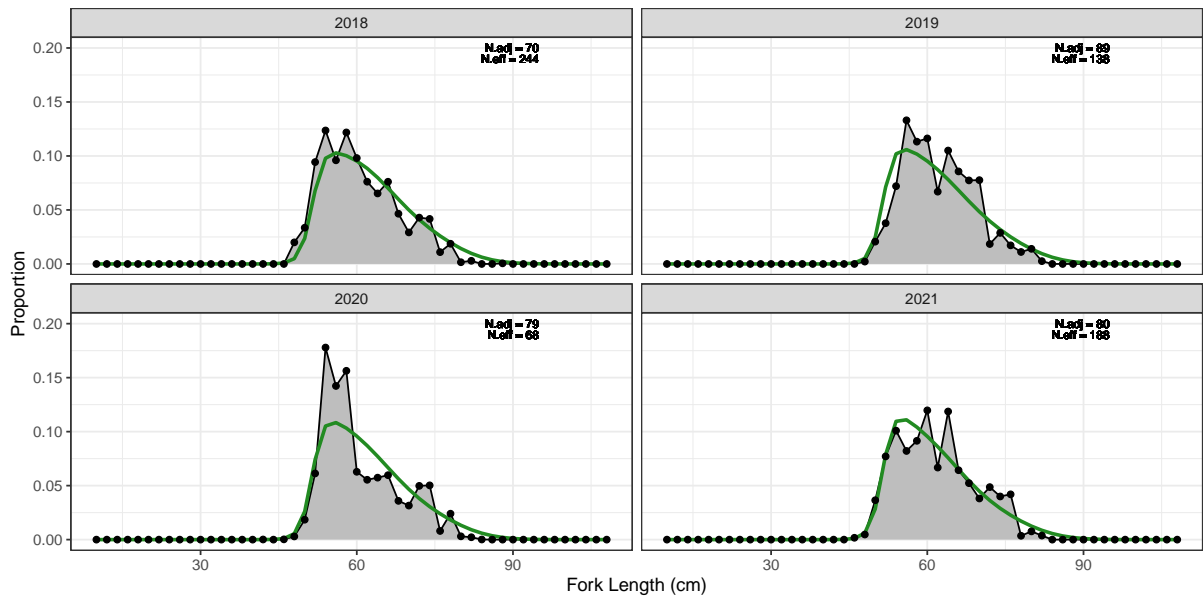 2018
2019
N.adj = 70
N.eff = 244
N.adj = 89
N.eff = 138
0.20
0.15
0.10
0.05
0.00
2020
2021
N.adj = 79
N.eff = 68
N.adj = 80
N.eff = 188
0.20
0.15
0.10
0.05
0.00
Proportion
30
60
90
30
60
90
Fork Length (cm)